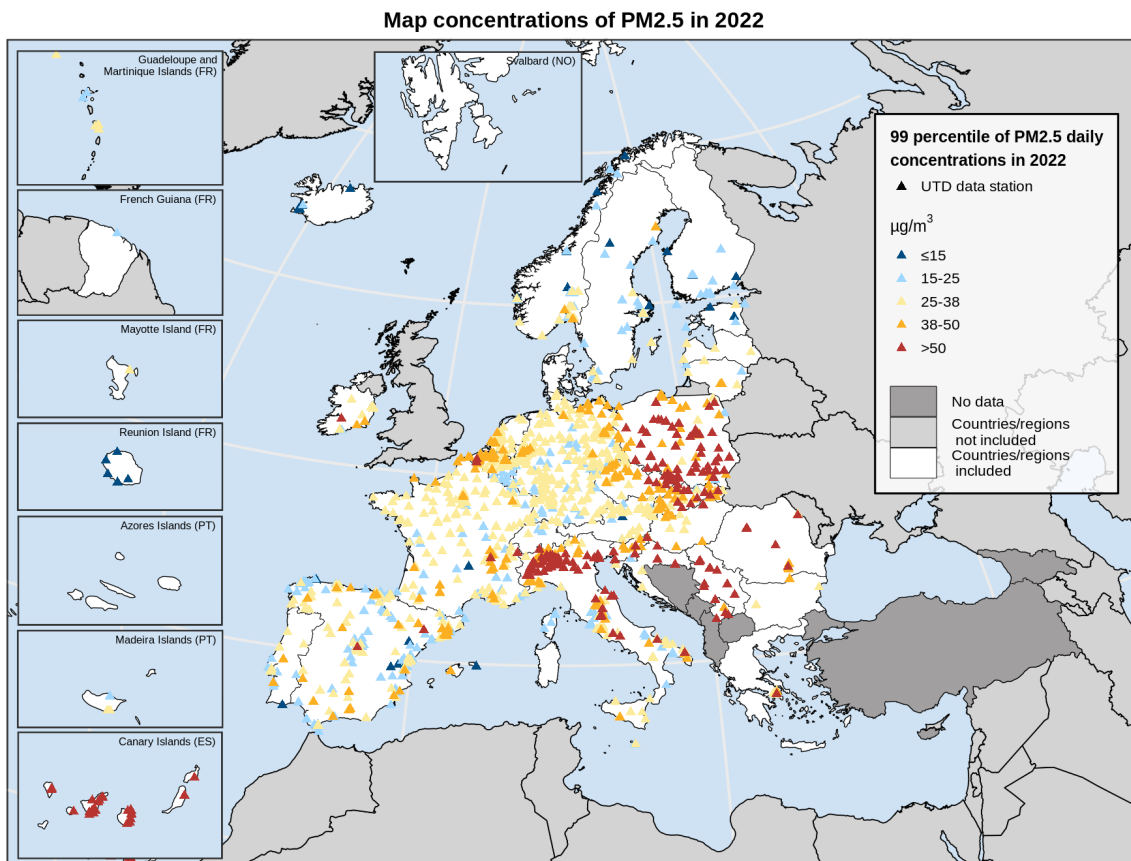 Map concentrations of PM2.5 in 2022
Guadeloupe and
Martinique Islands (FR)
Svalbard (NO)
French Guiana (FR)
Mayotte Island (FR)
Reunion Island (FR)
Azores Islands (PT)
Madeira Islands (PT)
Canary Islands (ES)
99 percentile of PM2.5 daily
concentrations in 2022
UTD data station
µg/m³
≤15
15-25
25-38
38-50
>50
No data
Countries/regions
not included
Countries/regions
included